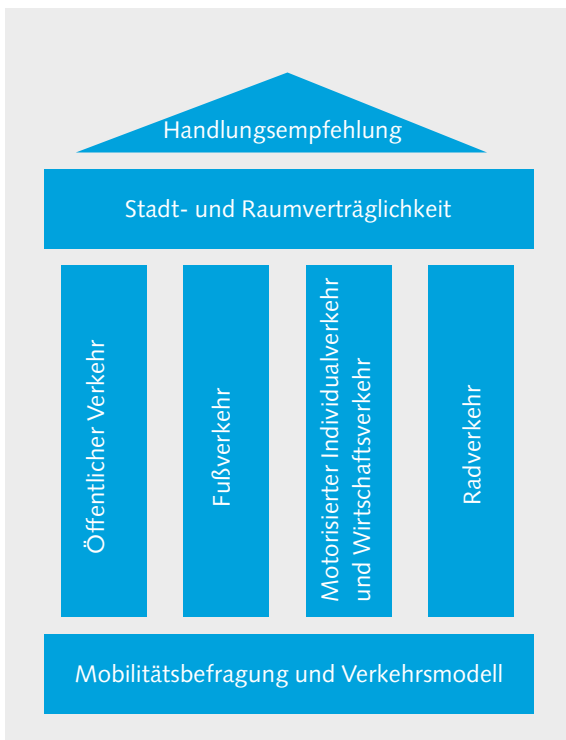 Handlungsempfehlung
Stadt- und Raumverträglichkeit
Öffentlicher Verkehr
Fußverkehr
Motorisierter Individualverkehr
und Wirtschaftsverkehr
Radverkehr
Mobilitätsbefragung und Verkehrsmodell